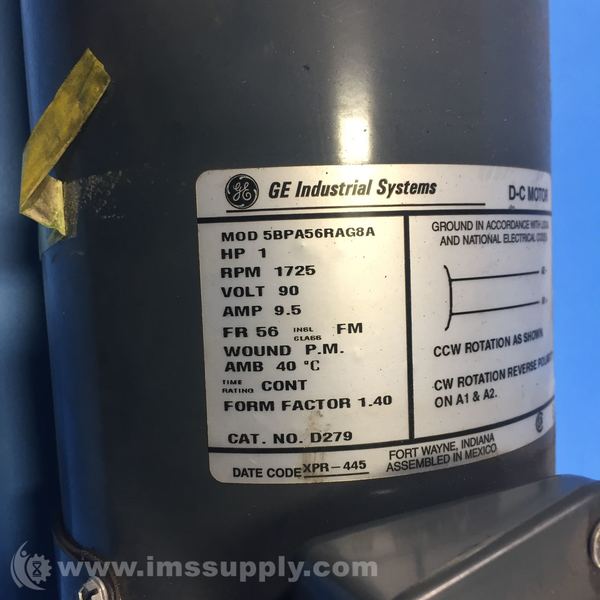 GE Industrial Systems
D-C MOTOR
MOD 5BPA56RAG8A
HP 1
RPM 1725
VOLT 90
AMP 9.5
FR 56 INSL CLASS FM
WOUND P.M.
AMB 40 °C
TIME RATING CONT
FORM FACTOR 1.40
CAT. NO. D279
DATE CODE XPR-445
GROUND IN ACCORDANCE WITH LOCAL
AND NATIONAL ELECTRICAL CODES
CCW ROTATION AS SHOWN
CW ROTATION REVERSE
ON A1 & A2.
FORT WAYNE, INDIANA
ASSEMBLED IN MEXICO
www.imssupply.com